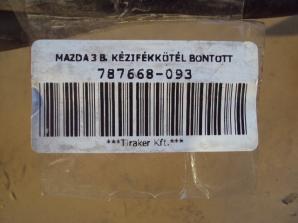 MAZDA 3 B. KÉZIFÉKKÖTÉL BONTOTT
787668-093
***Tiraker Kft.***